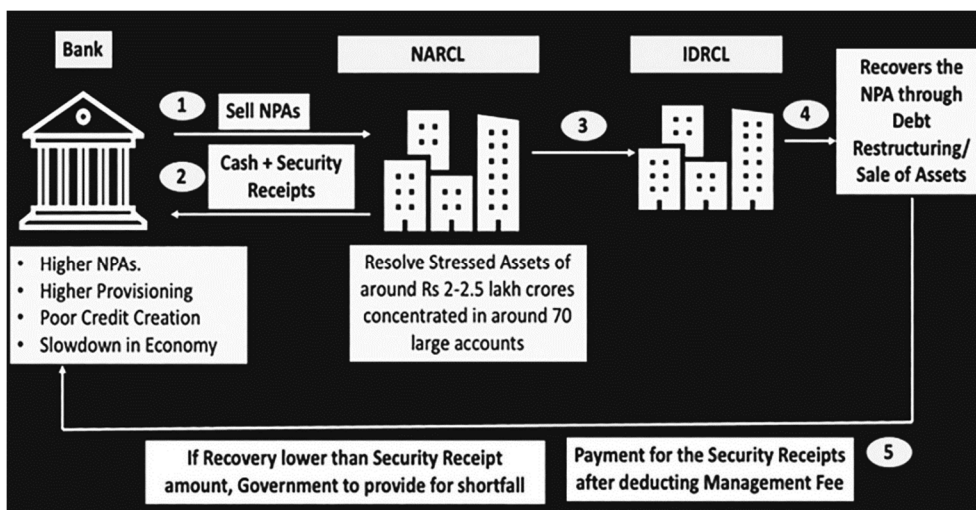 Bank
NARCL
IDRCL
Recovers the
NPA through
Debt
Restructuring/
Sale of Assets
1
Sell NPAs
2
Cash + Security
Receipts
3
4
• Higher NPAs.
• Higher Provisioning
• Poor Credit Creation
• Slowdown in Economy
Resolve Stressed Assets of
around Rs 2-2.5 lakh crores
concentrated in around 70
large accounts
If Recovery lower than Security Receipt
amount, Government to provide for shortfall
Payment for the Security Receipts
after deducting Management Fee
5